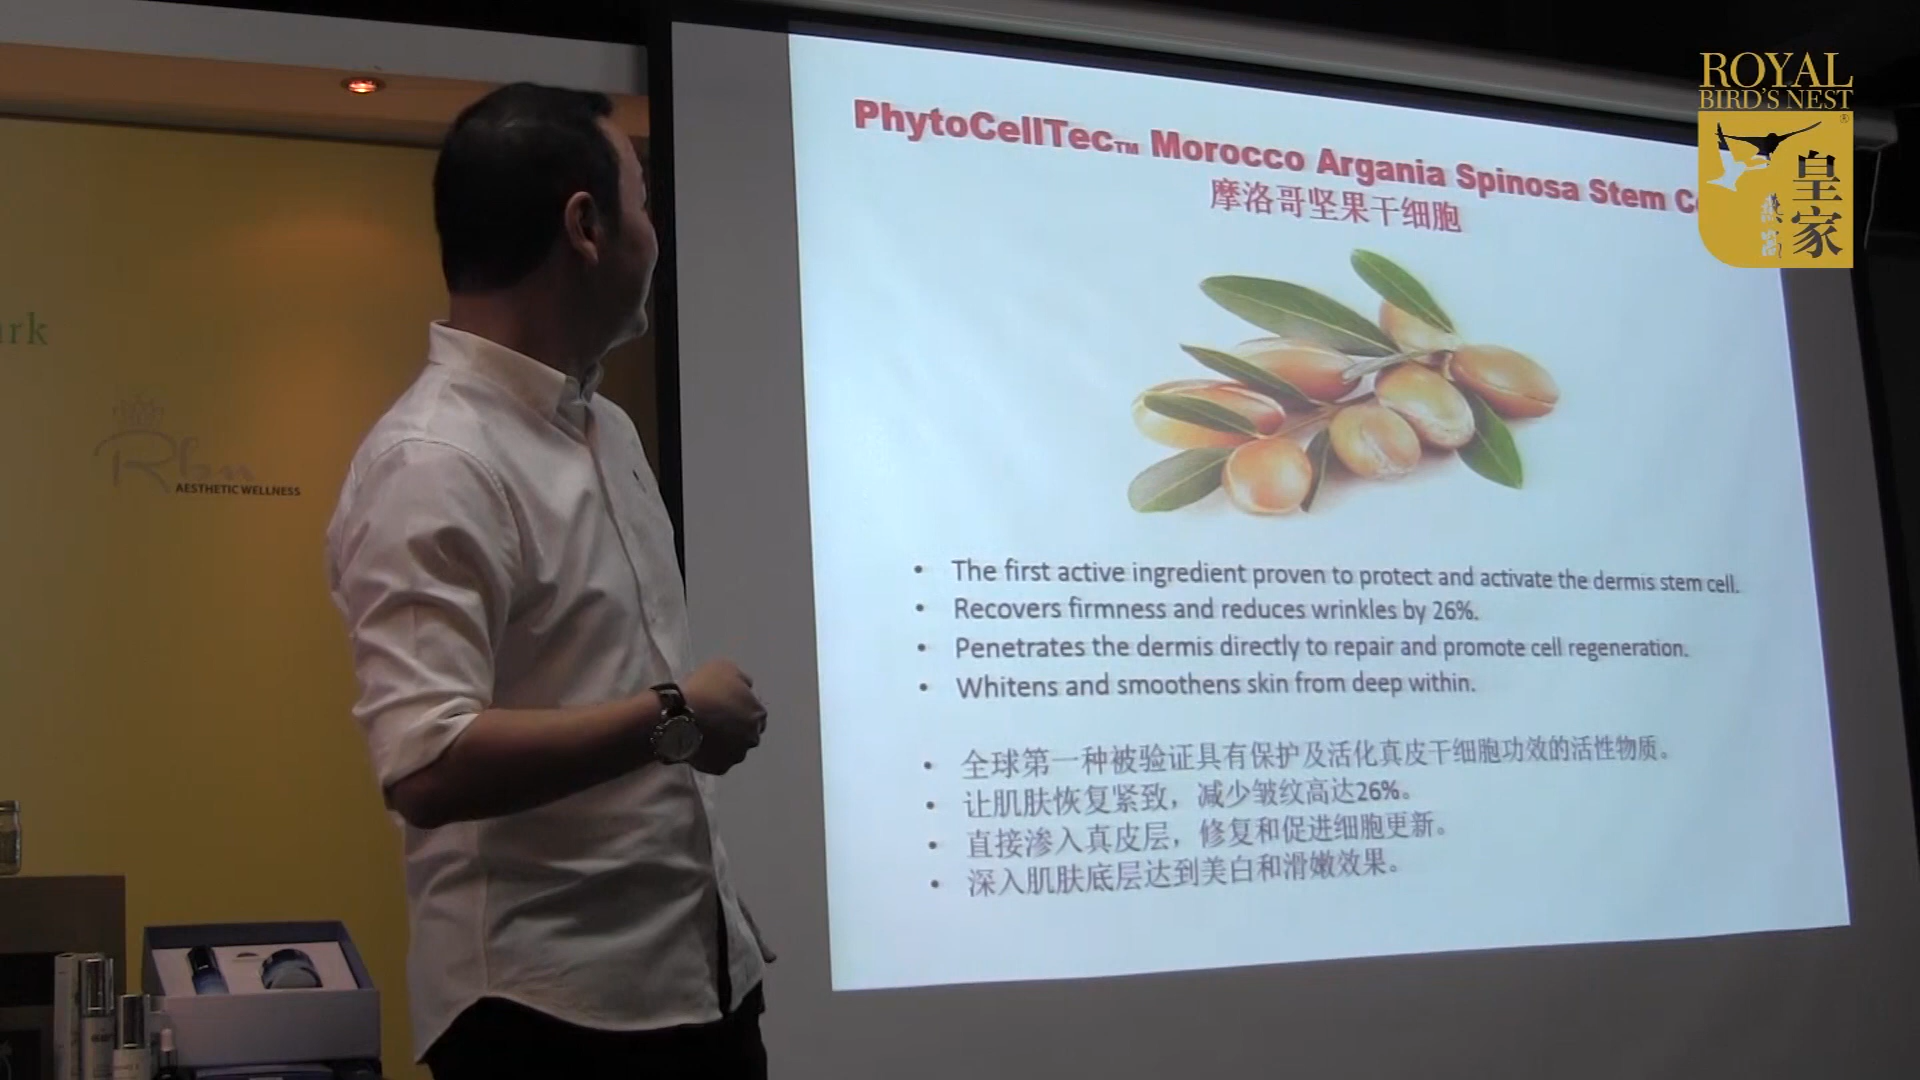 ROYAL
BIRD'S NEST
®
皇家
燕窩
PhytoCellTec™ Morocco Argania Spinosa Stem
摩洛哥坚果干细胞
• The first active ingredient proven to protect and activate the dermis stem cell.
• Recovers firmness and reduces wrinkles by 26%.
• Penetrates the dermis directly to repair and promote cell regeneration.
• Whitens and smoothens skin from deep within.
• 全球第一种被验证具有保护及活化真皮干细胞功效的活性物质。
• 让肌肤恢复紧致，减少皱纹高达26%。
• 直接渗入真皮层，修复和促进细胞更新。
• 深入肌肤底层达到美白和滑嫩效果。
Rbn
AESTHETIC WELLNESS